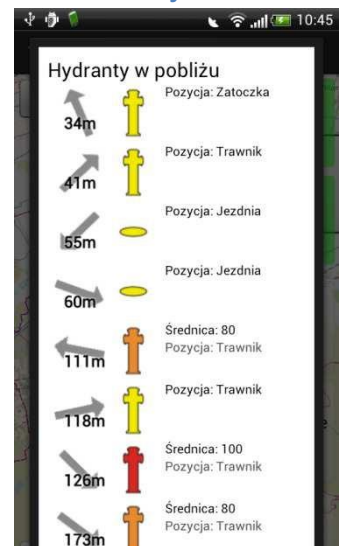 10:45
Hydranty w pobliżu
34m
Pozycja: Zatoczka
41m
Pozycja: Trawnik
55m
Pozycja: Jezdnia
60m
Pozycja: Jezdnia
111m
Średnica: 80
Pozycja: Trawnik
118m
Pozycja: Trawnik
126m
Średnica: 100
Pozycja: Trawnik
173m
Średnica: 80
Pozycja: Trawnik